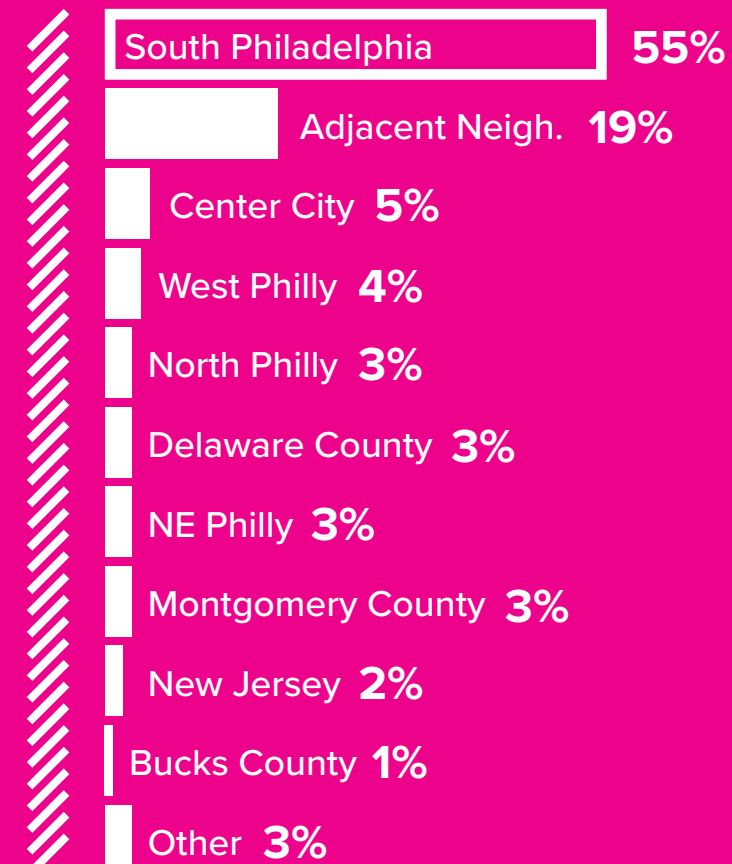 South Philadelphia 55%
Adjacent Neigh. 19%
Center City 5%
West Philly 4%
North Philly 3%
Delaware County 3%
NE Philly 3%
Montgomery County 3%
New Jersey 2%
Bucks County 1%
Other 3%